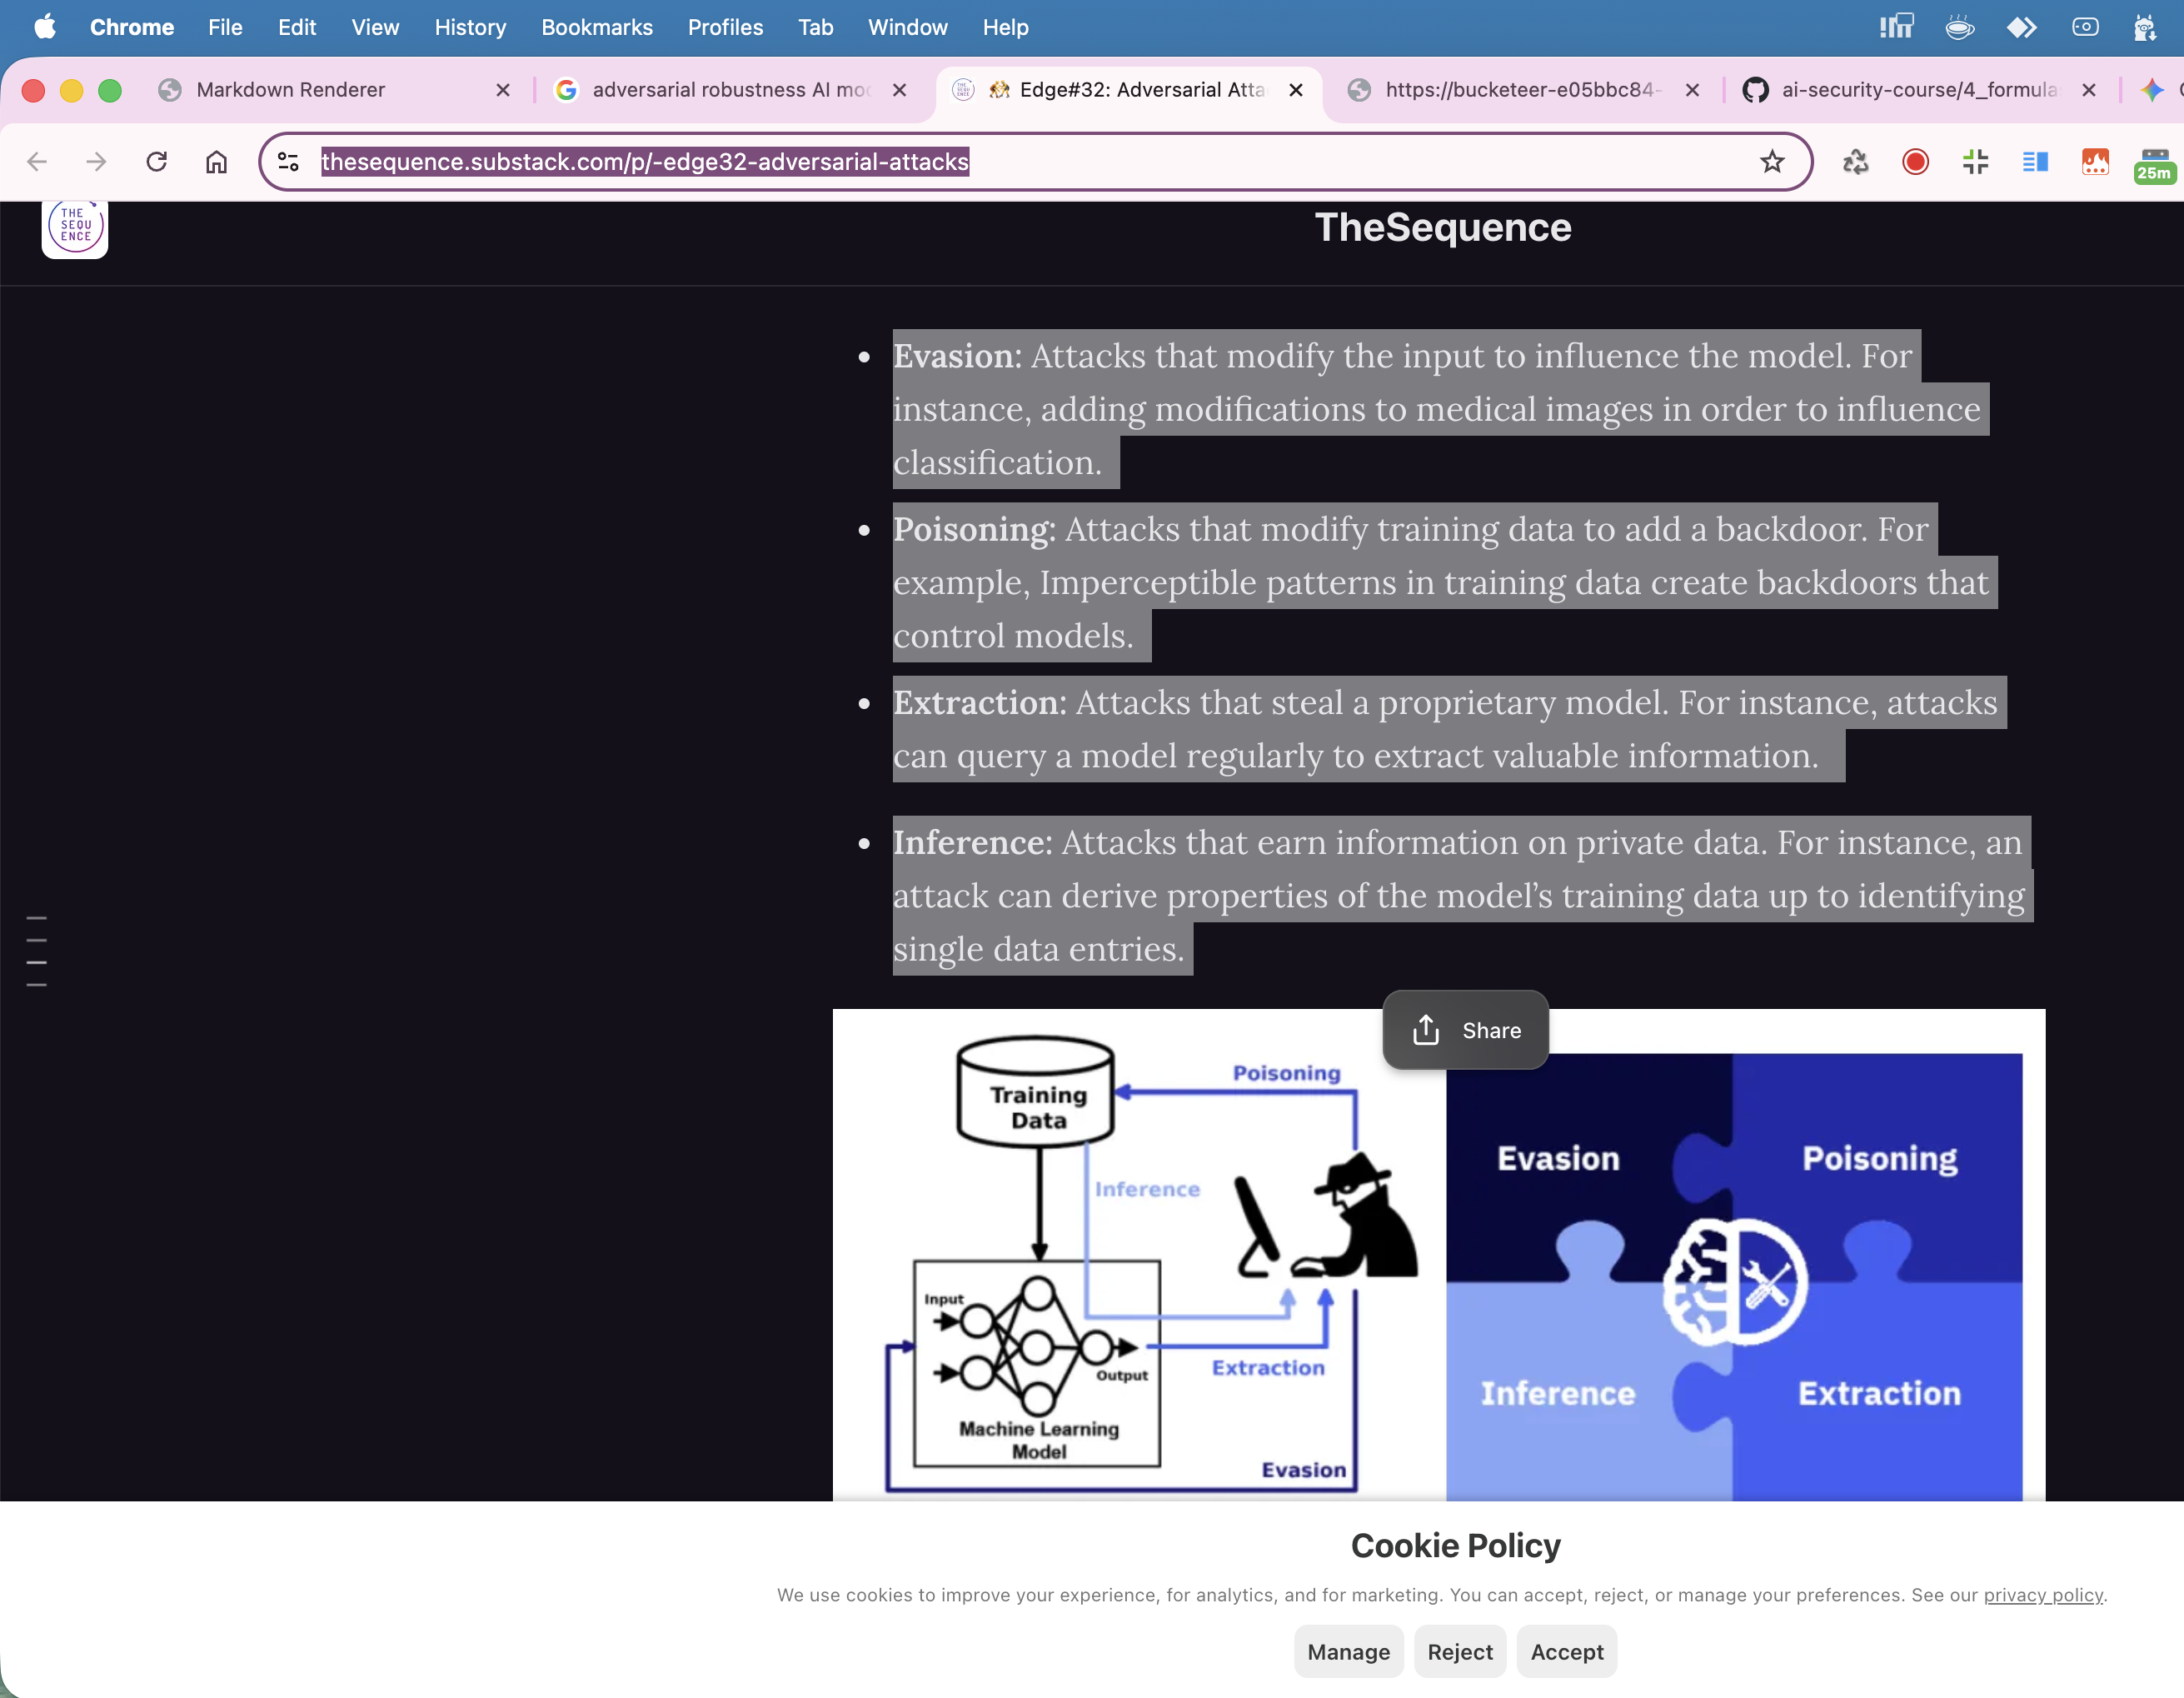 Chrome File Edit View History Bookmarks Profiles Tab Window Help
Markdown Renderer
adversarial robustness AI mo
Edge#32: Adversarial Atta
https://bucketeer-e05bbc84-
ai-security-course/4_formula
thesequence.substack.com/p/-edge32-adversarial-attacks
25m
THE
SEQU
ENCE
TheSequence
• Evasion: Attacks that modify the input to influence the model. For
instance, adding modifications to medical images in order to influence
classification.
• Poisoning: Attacks that modify training data to add a backdoor. For
example, Imperceptible patterns in training data create backdoors that
control models.
• Extraction: Attacks that steal a proprietary model. For instance, attacks
can query a model regularly to extract valuable information.
• Inference: Attacks that earn information on private data. For instance, an
attack can derive properties of the model’s training data up to identifying
single data entries.
Share
Training
Data
Poisoning
Inference
Input
Output
Extraction
Machine Learning
Model
Evasion
Evasion
Poisoning
Inference
Extraction
Cookie Policy
We use cookies to improve your experience, for analytics, and for marketing. You can accept, reject, or manage your preferences. See our privacy policy.
Manage Reject Accept